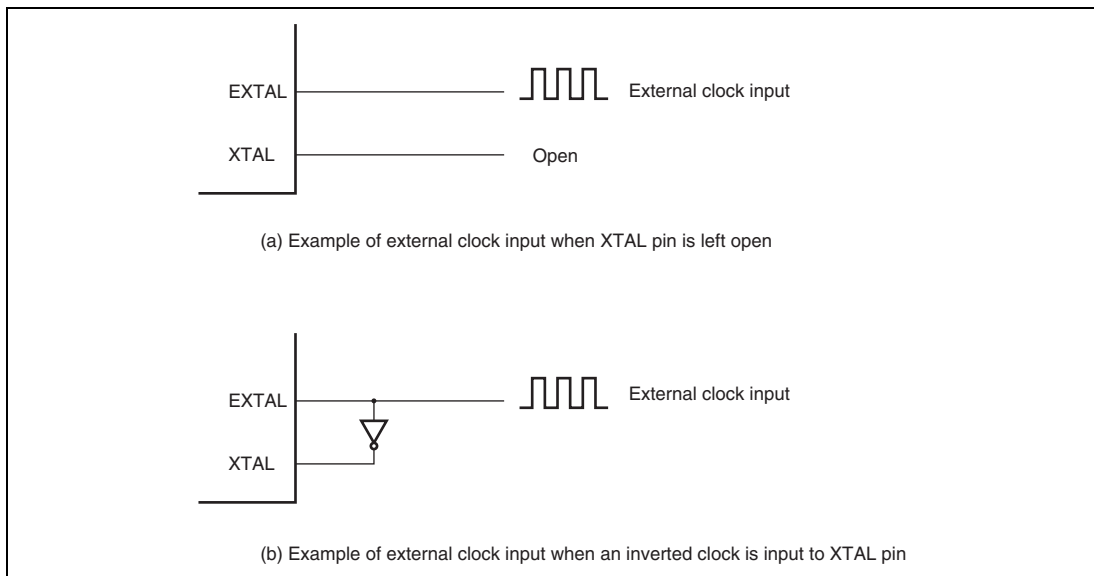 EXTAL
External clock input
XTAL
Open
(a) Example of external clock input when XTAL pin is left open
EXTAL
External clock input
XTAL
(b) Example of external clock input when an inverted clock is input to XTAL pin